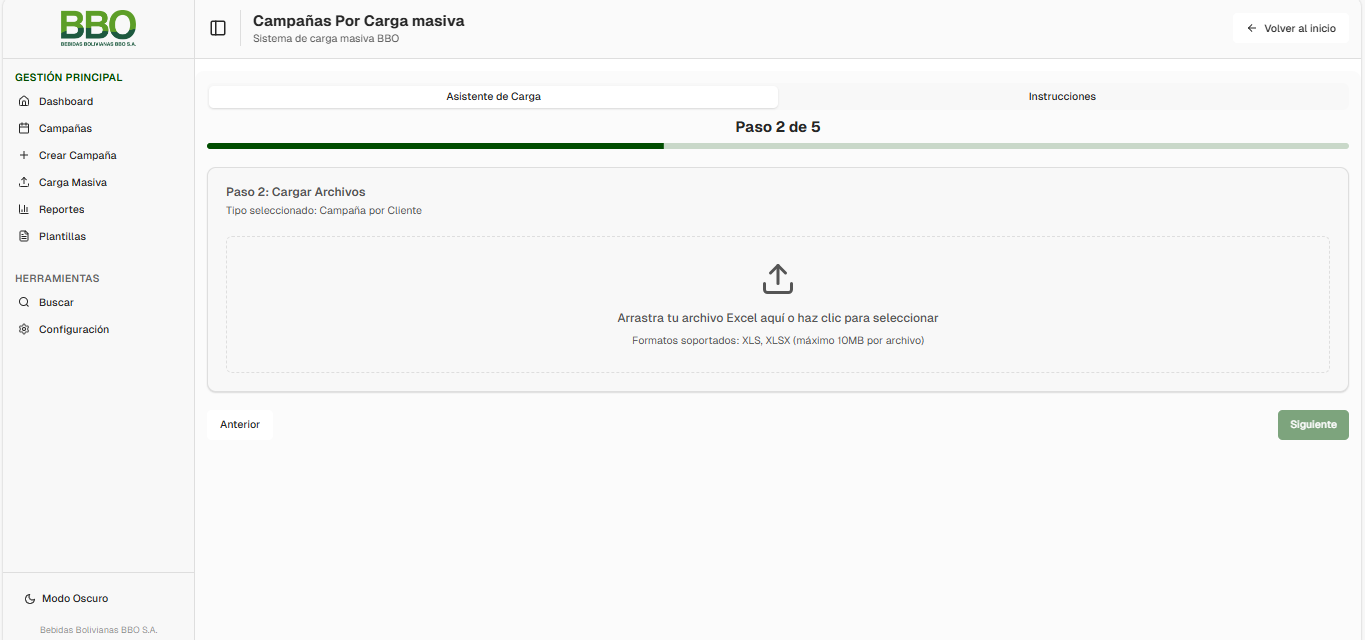 BBO
BEBIDAS BOLIVIANAS BBO S.A.
GESTIÓN PRINCIPAL
Dashboard
Campañas
Crear Campaña
Carga Masiva
Reportes
Plantillas
HERRAMIENTAS
Buscar
Configuración
Modo Oscuro
Bebidas Bolivianas BBO S.A.
Campañas Por Carga masiva
Sistema de carga masiva BBO
Volver al inicio
Asistente de Carga
Instrucciones
Paso 2 de 5
Paso 2: Cargar Archivos
Tipo seleccionado: Campaña por Cliente
Arrastra tu archivo Excel aquí o haz clic para seleccionar
Formatos soportados: XLS, XLSX (máximo 10MB por archivo)
Anterior
Siguiente